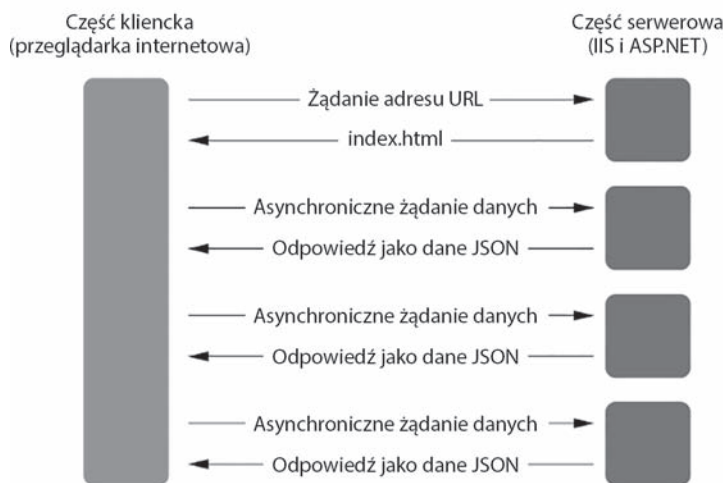 Część kliencka
(przeglądarka internetowa)
Część serwerowa
(IIS i ASP.NET)
Żądanie adresu URL
index.html
Asynchroniczne żądanie danych
Odpowiedź jako dane JSON
Asynchroniczne żądanie danych
Odpowiedź jako dane JSON
Asynchroniczne żądanie danych
Odpowiedź jako dane JSON